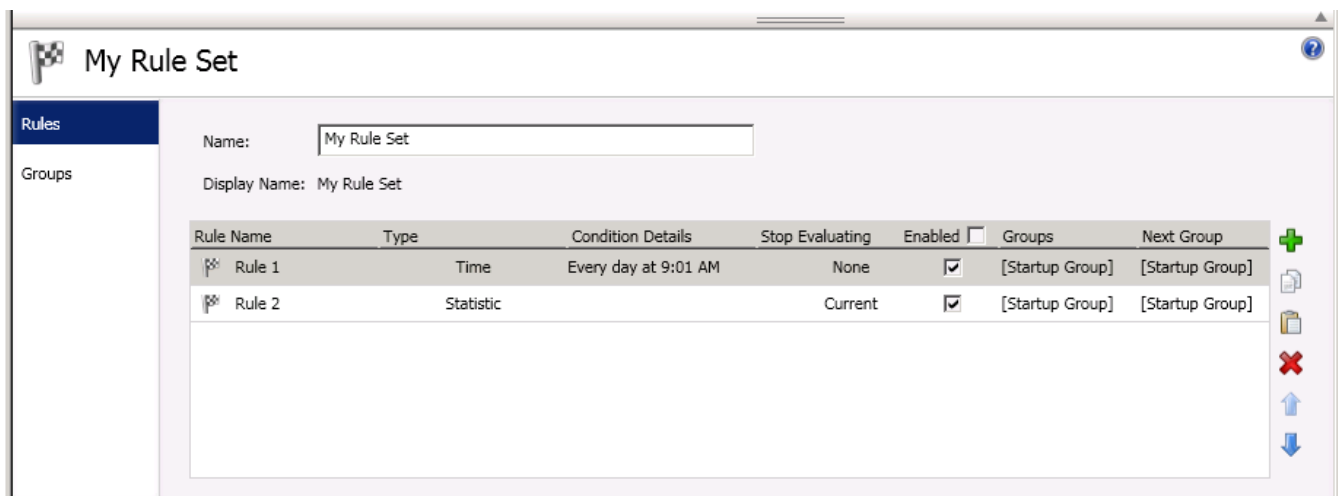 My Rule Set
Rules
Groups
Name: My Rule Set
Display Name: My Rule Set
Rule Name Type Condition Details Stop Evaluating Enabled Groups Next Group
Rule 1 Time Every day at 9:01 AM None [Startup Group] [Startup Group]
Rule 2 Statistic Current [Startup Group] [Startup Group]